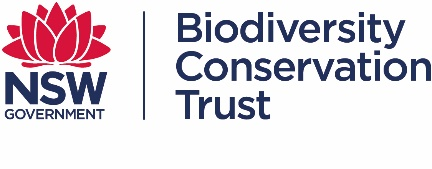 NSW
GOVERNMENT
Biodiversity
Conservation
Trust